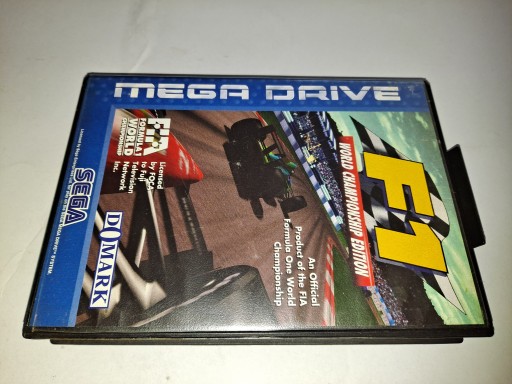 MEGA DRIVE
F1
WORLD CHAMPIONSHIP EDITION
An Official
Product of the FIA
Formula One World
Championship
FIA
FORMULA 1
WORLD
CHAMPIONSHIP
Licensed
by FOCA
to Fuji
Television
Network
Inc.
DOMARK
SEGA